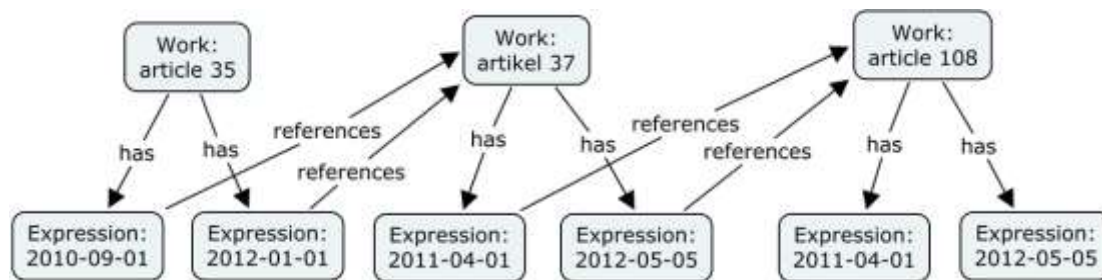 Work:
article 35
Work:
artikel 37
Work:
article 108
references
references
has
has
has
has
has
has
references
references
Expression:
2010-09-01
Expression:
2012-01-01
Expression:
2011-04-01
Expression:
2012-05-05
Expression:
2011-04-01
Expression:
2012-05-05